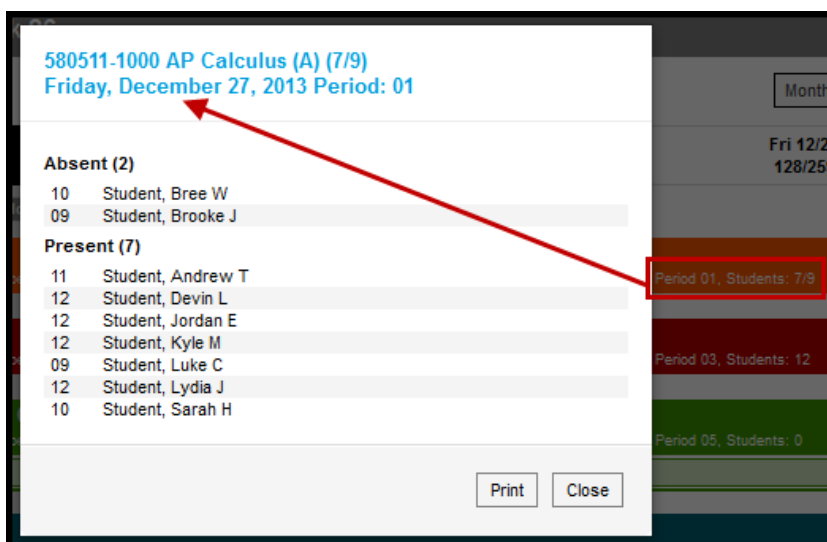 580511-1000 AP Calculus (A) (7/9)
Friday, December 27, 2013 Period: 01
Absent (2)
10 Student, Bree W
09 Student, Brooke J
Present (7)
11 Student, Andrew T
12 Student, Devin L
12 Student, Jordan E
12 Student, Kyle M
09 Student, Luke C
12 Student, Lydia J
10 Student, Sarah H
Print Close
Month
Fri 12/2
128/25
Period 01, Students: 7/9
Period 03, Students: 12
Period 05, Students: 0